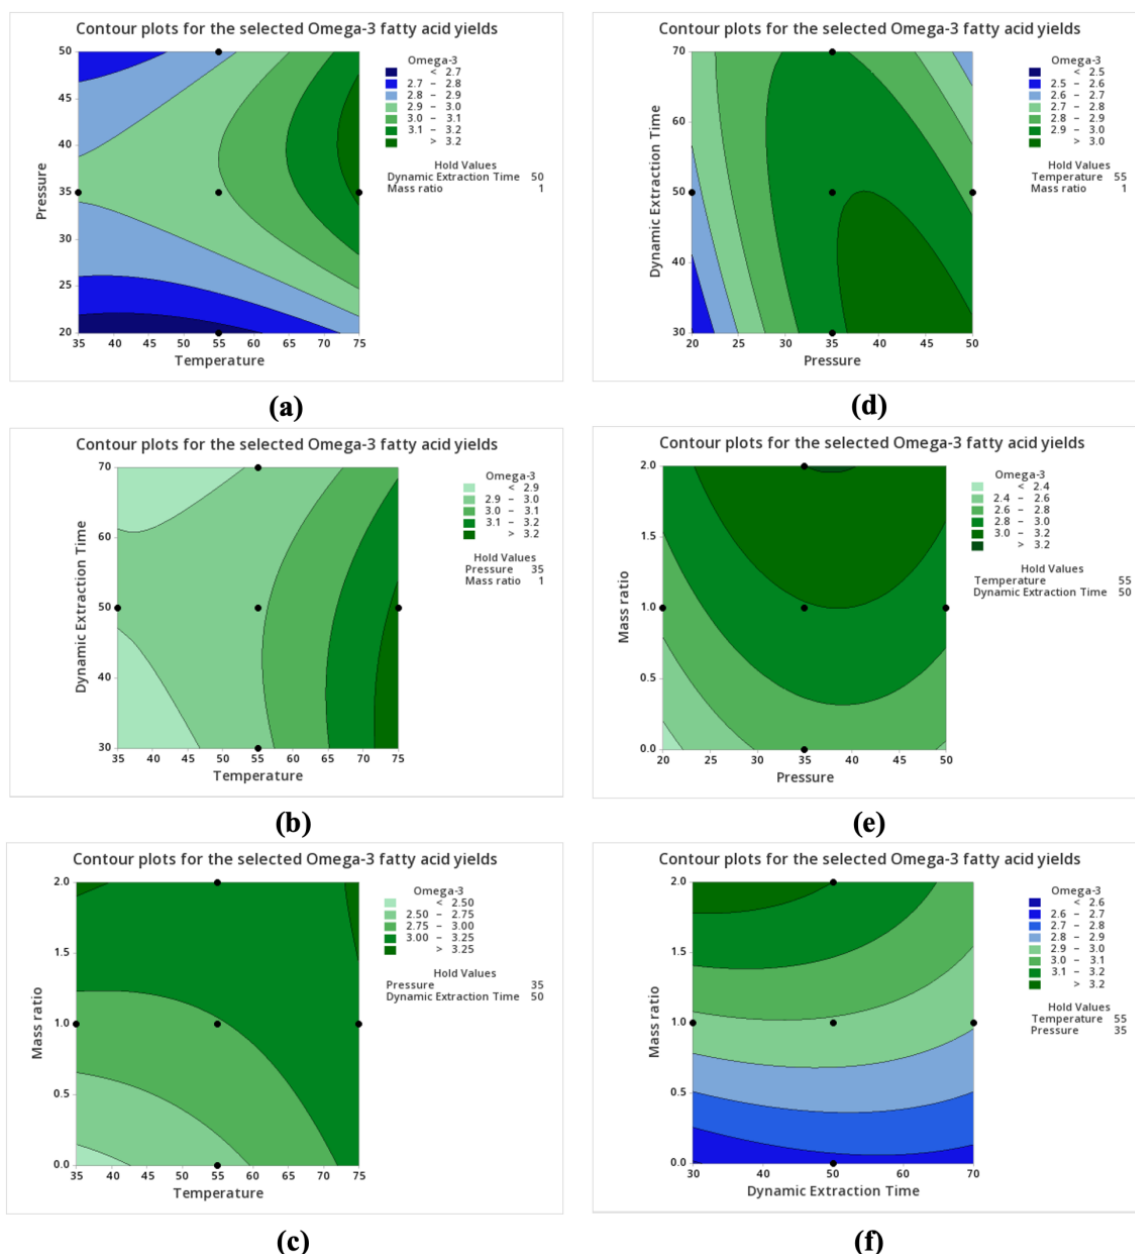 Contour plots for the selected Omega-3 fatty acid yields
Omega-3
< 2.7
2.7 – 2.8
2.8 – 2.9
2.9 – 3.0
3.0 – 3.1
3.1 – 3.2
> 3.2
Hold Values
Dynamic Extraction Time 50
Mass ratio 1
Pressure
50
45
40
35
30
25
20
35 40 45 50 55 60 65 70 75
Temperature
(a)
Contour plots for the selected Omega-3 fatty acid yields
Omega-3
< 2.5
2.5 – 2.6
2.6 – 2.7
2.7 – 2.8
2.8 – 2.9
2.9 – 3.0
> 3.0
Hold Values
Temperature 55
Mass ratio 1
Dynamic Extraction Time
70
60
50
40
30
20 25 30 35 40 45 50
Pressure
(d)
Contour plots for the selected Omega-3 fatty acid yields
Omega-3
< 2.9
2.9 – 3.0
3.0 – 3.1
3.1 – 3.2
> 3.2
Hold Values
Pressure 35
Mass ratio 1
Dynamic Extraction Time
70
60
50
40
30
35 40 45 50 55 60 65 70 75
Temperature
(b)
Contour plots for the selected Omega-3 fatty acid yields
Omega-3
< 2.4
2.4 – 2.6
2.6 – 2.8
2.8 – 3.0
3.0 – 3.2
> 3.2
Hold Values
Temperature 55
Dynamic Extraction Time 50
Mass ratio
2.0
1.5
1.0
0.5
0.0
20 25 30 35 40 45 50
Pressure
(e)
Contour plots for the selected Omega-3 fatty acid yields
Omega-3
< 2.50
2.50 – 2.75
2.75 – 3.00
3.00 – 3.25
> 3.25
Hold Values
Pressure 35
Dynamic Extraction Time 50
Mass ratio
2.0
1.5
1.0
0.5
0.0
35 40 45 50 55 60 65 70 75
Temperature
(c)
Contour plots for the selected Omega-3 fatty acid yields
Omega-3
< 2.6
2.6 – 2.7
2.7 – 2.8
2.8 – 2.9
2.9 – 3.0
3.0 – 3.1
3.1 – 3.2
> 3.2
Hold Values
Temperature 55
Pressure 35
Mass ratio
2.0
1.5
1.0
0.5
0.0
30 40 50 60 70
Dynamic Extraction Time
(f)